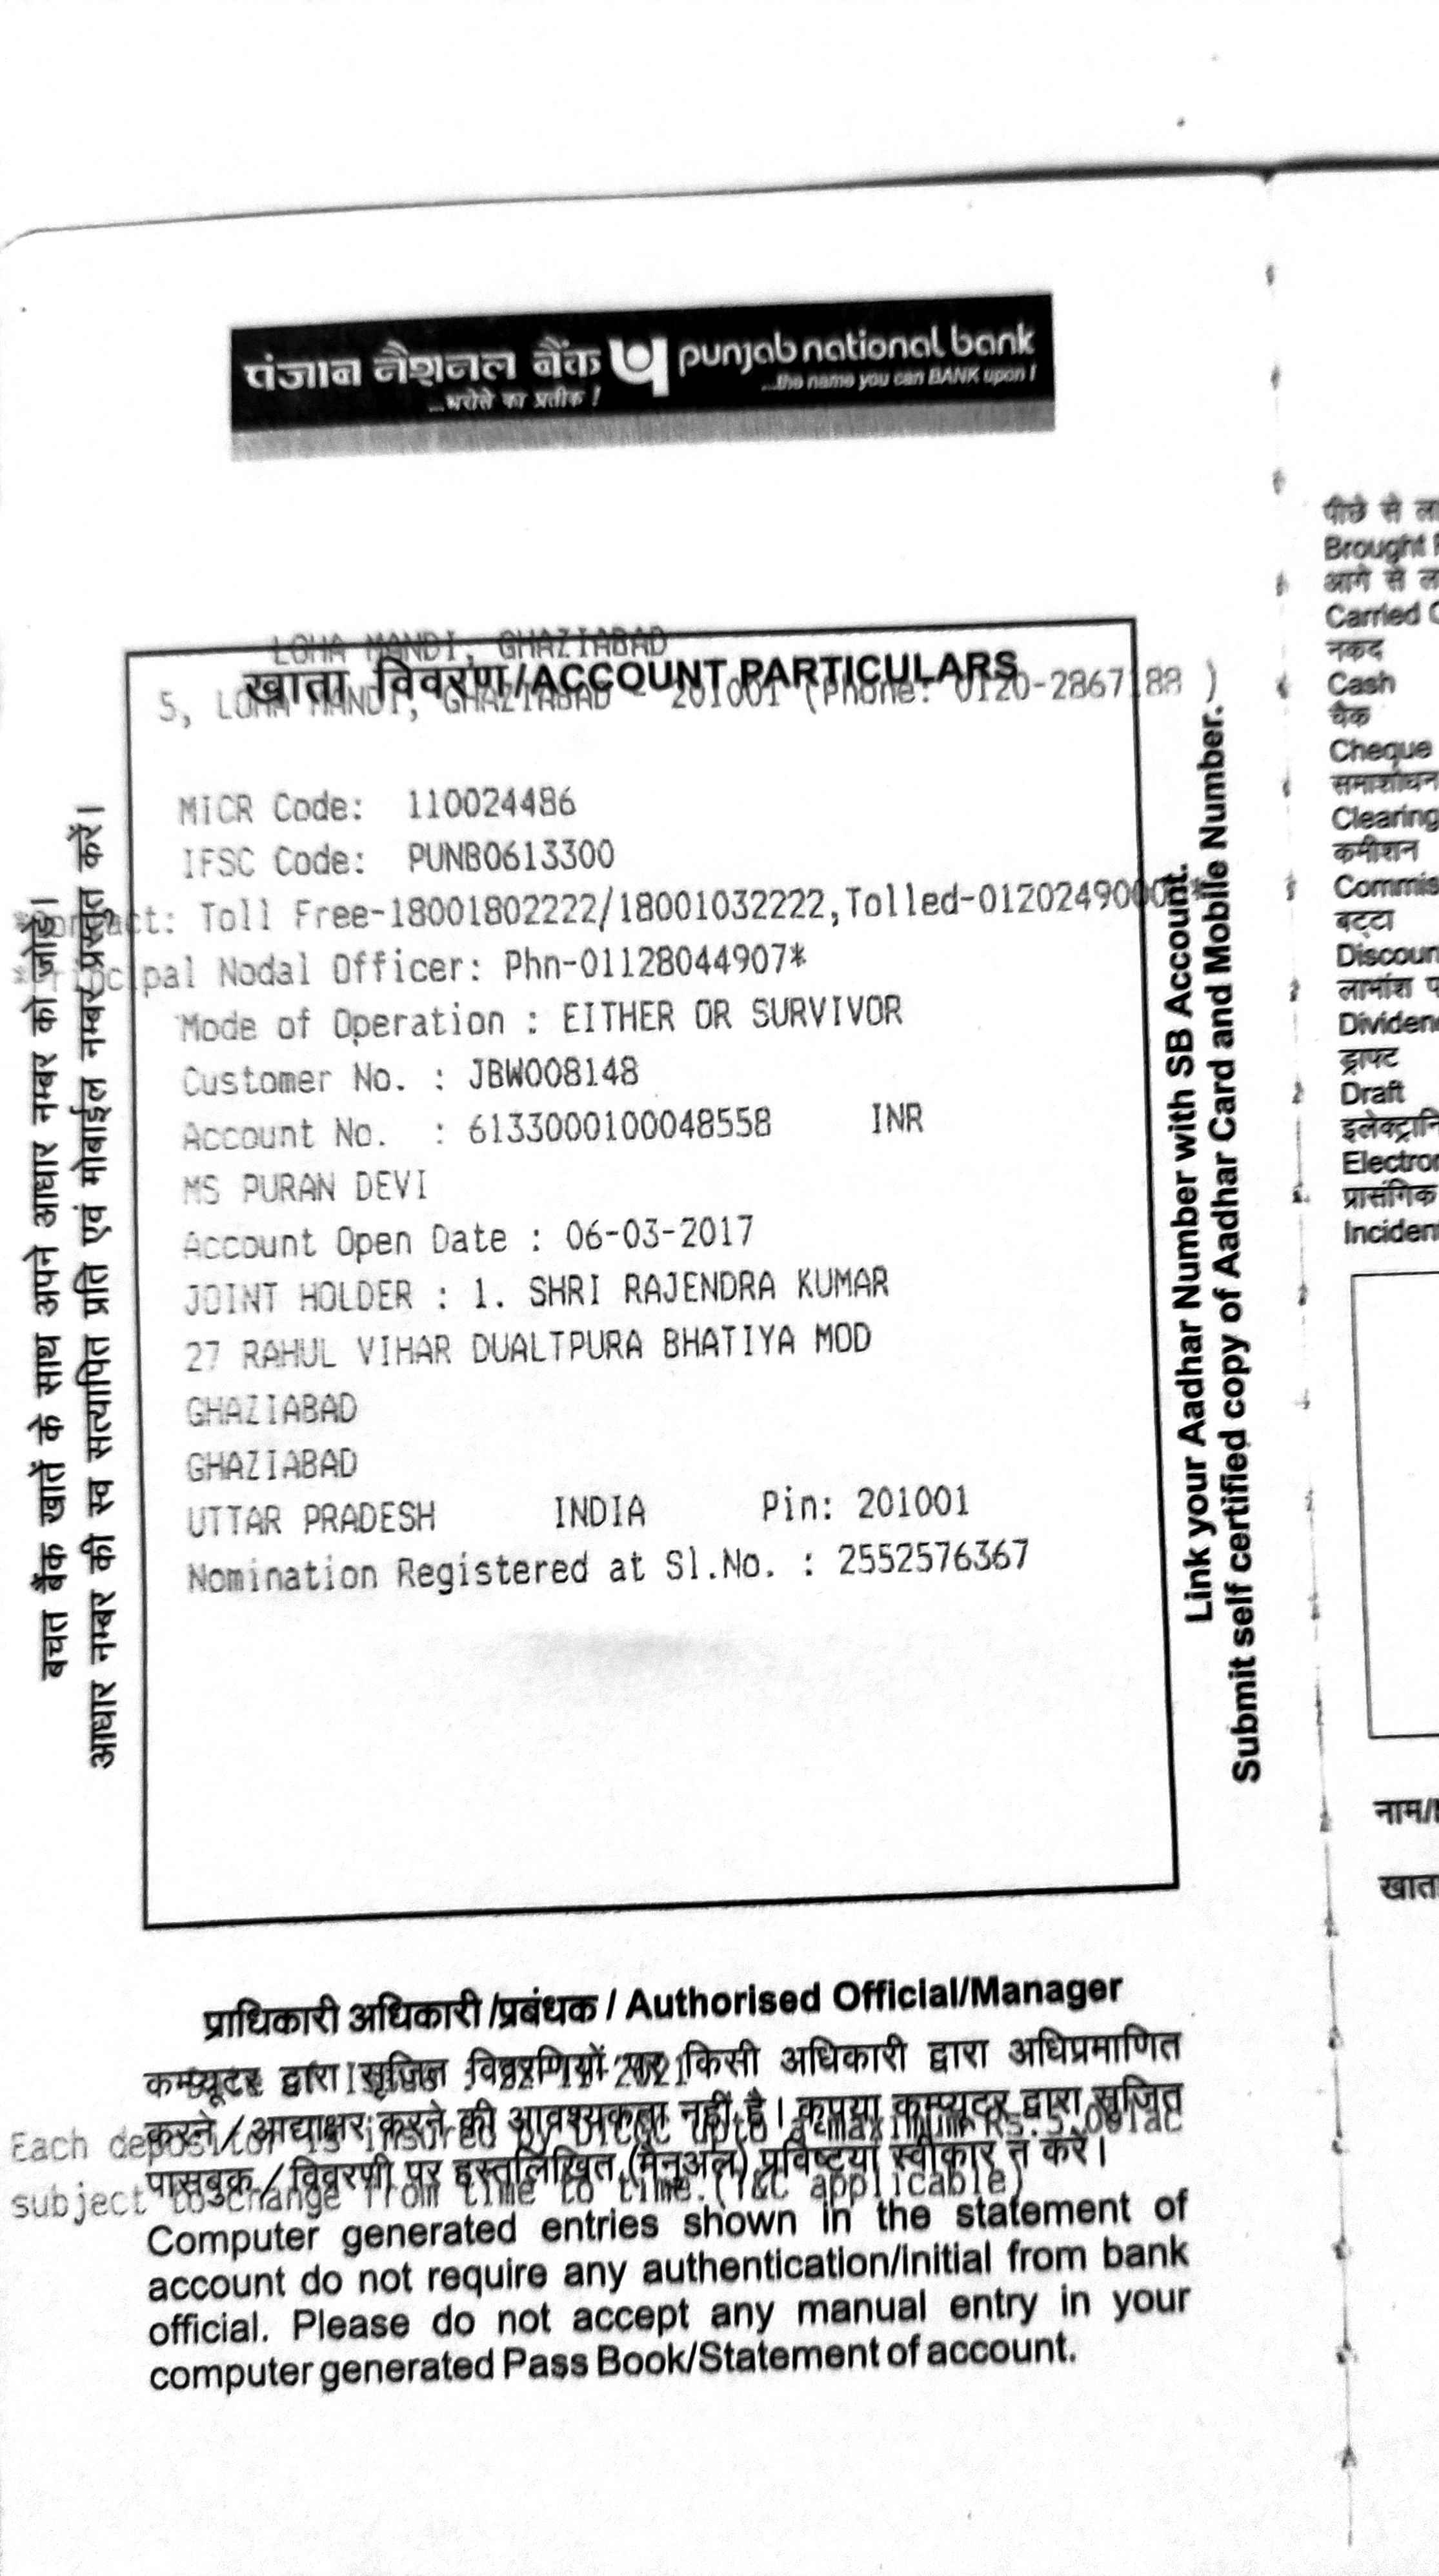 पंजाब नैशनल बैंक punjab national bank
...भरोसे का प्रतीक ! ...the name you can BANK upon !
LOHA MANDI, GHAZIABAD
खाता विवरण/ACCOUNT PARTICULARS
5, LOHA MANDI, GHAZIABAD - 201001 (Phone: 0120-2867188 )
MICR Code: 110024486
IFSC Code: PUNB0613300
Toll Free-18001802222/18001032222,Tolled-0120249000
Nodal Officer: Phn-01128044907*
Mode of Operation : EITHER OR SURVIVOR
Customer No. : JBW008148
Account No. : 6133000100048558 INR
MS PURAN DEVI
Account Open Date : 06-03-2017
JOINT HOLDER : 1. SHRI RAJENDRA KUMAR
27 RAHUL VIHAR DUALTPURA BHATIYA MOD
GHAZIABAD
GHAZIABAD
UTTAR PRADESH INDIA Pin: 201001
Nomination Registered at Sl.No. : 2552576367
बचत बैंक खातें के साथ अपने आधार नम्बर को जोड़ें।
आधार नम्बर की स्व सत्यापित प्रति एवं मोबाईल नम्बर प्रस्तुत करें।
Link your Aadhar Number with SB Account.
Submit self certified copy of Aadhar Card and Mobile Number.
प्राधिकारी अधिकारी /प्रबंधक / Authorised Official/Manager
कम्प्यूटर द्वारा सृजित विवरणियों पर किसी अधिकारी द्वारा अधिप्रमाणित
करने / आद्याक्षर करने की आवश्यकता नहीं है। कृपया कम्प्यूटर द्वारा सृजित
Each depositor is insured by DICGC upto a maximum Rs.5.00lac
पासबुक / विवरणी पर हस्तलिखित (मैनुअल) प्रविष्टयां स्वीकार न करें।
subject to change from time to time.(T&C applicable)
Computer generated entries shown in the statement of
account do not require any authentication/initial from bank
official. Please do not accept any manual entry in your
computer generated Pass Book/Statement of account.
पीछे से
Brought
आगे से
Carried
नकद
Cash
चैक
Cheque
समाशोधन
Clearing
कमीशन
बट्टा
लाभांश
ड्राफ्ट
Draft
प्रासंगिक
नाम/
खाता